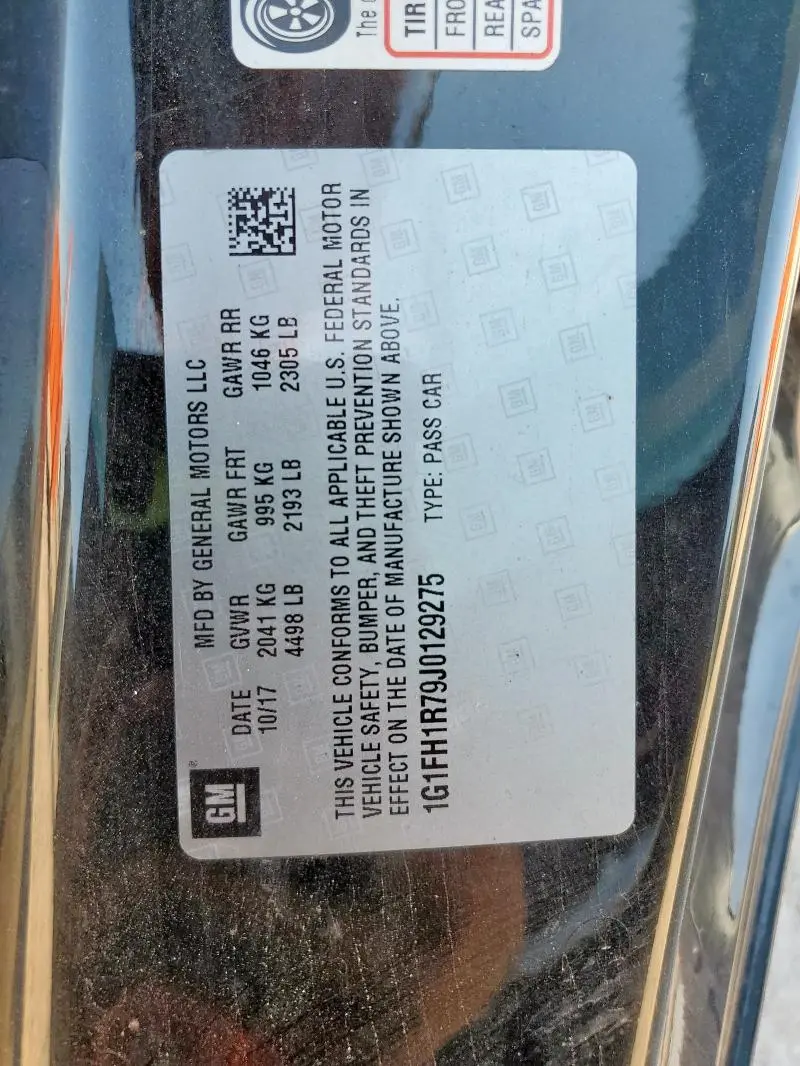 The
TIR
FRO
REA
SPA
GM
MFD BY GENERAL MOTORS LLC
DATE GVWR GAWR FRT GAWR RR
10/17 2041 KG 995 KG 1046 KG
4498 LB 2193 LB 2305 LB
THIS VEHICLE CONFORMS TO ALL APPLICABLE U.S. FEDERAL MOTOR
VEHICLE SAFETY, BUMPER, AND THEFT PREVENTION STANDARDS IN
EFFECT ON THE DATE OF MANUFACTURE SHOWN ABOVE.
1G1FH1R79J0129275 TYPE: PASS CAR